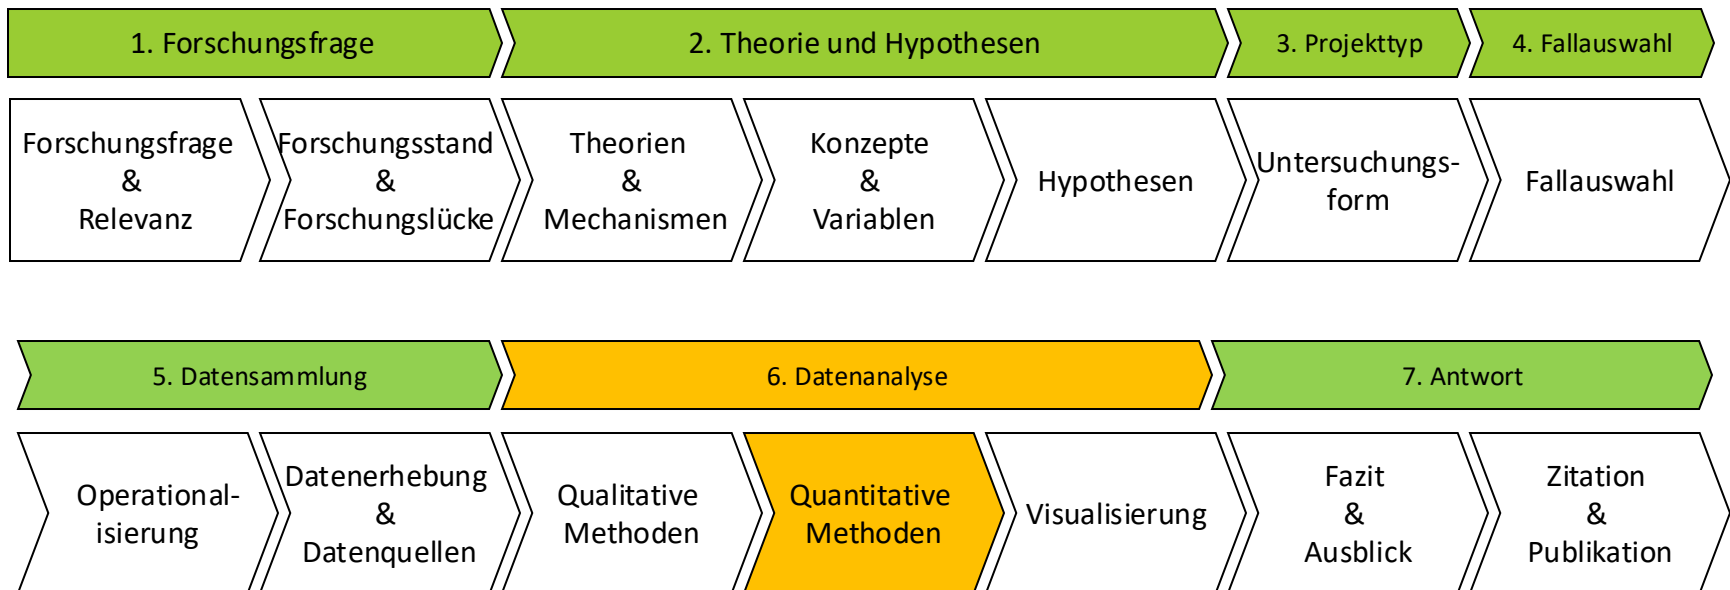 1. Forschungsfrage
2. Theorie und Hypothesen
3. Projekttyp
4. Fallauswahl
Forschungsfrage
&
Relevanz
Forschungsstand
&
Forschungslücke
Theorien
&
Mechanismen
Konzepte
&
Variablen
Hypothesen
Untersuchungs-
form
Fallauswahl
5. Datensammlung
6. Datenanalyse
7. Antwort
Operational-
isierung
Datenerhebung
&
Datenquellen
Qualitative
Methoden
Quantitative
Methoden
Visualisierung
Fazit
&
Ausblick
Zitation
&
Publikation